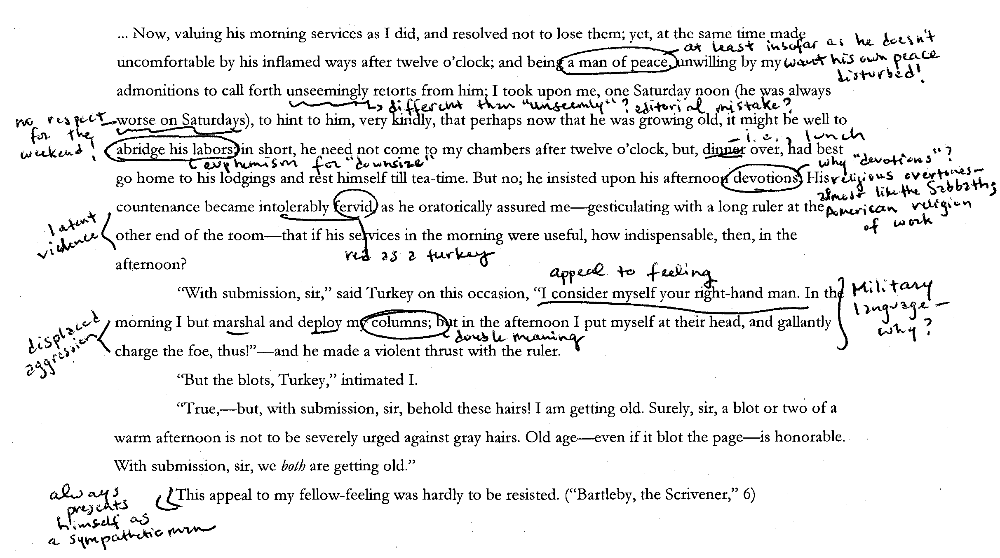 ... Now, valuing his morning services as I did, and resolved not to lose them; yet, at the same time made
at least insofar as he doesn't
uncomfortable by his inflamed ways after twelve o'clock; and being a man of peace, unwilling by my
want his own peace
disturbed!
admonitions to call forth unseemingly retorts from him; I took upon me, one Saturday noon (he was always
different than "unseemly"? editorial mistake?
no respect
for the
weekend!
worse on Saturdays), to hint to him, very kindly, that perhaps now that he was growing old, it might be well to
i.e., lunch
abridge his labors; in short, he need not come to my chambers after twelve o'clock, but, dinner over, had best
euphemism for "downsize"
why "devotions"?
go home to his lodgings and rest himself till tea-time. But no; he insisted upon his afternoon devotions. His
religious overtones—
almost like the Sabbath;
American religion
of work
countenance became intolerably fervid, as he oratorically assured me—gesticulating with a long ruler at the
latent
violence
other end of the room—that if his services in the morning were useful, how indispensable, then, in the
red as a turkey
afternoon?
appeal to feeling
"With submission, sir," said Turkey on this occasion, "I consider myself your right-hand man. In the
Military
language—
why?
morning I but marshal and deploy my columns; but in the afternoon I put myself at their head, and gallantly
double meaning
displaced
aggression
charge the foe, thus!"—and he made a violent thrust with the ruler.
"But the blots, Turkey," intimated I.
"True,—but, with submission, sir, behold these hairs! I am getting old. Surely, sir, a blot or two of a
warm afternoon is not to be severely urged against gray hairs. Old age—even if it blot the page—is honorable.
With submission, sir, we both are getting old."
This appeal to my fellow-feeling was hardly to be resisted. ("Bartleby, the Scrivener," 6)
always
presents
himself as
a sympathetic man